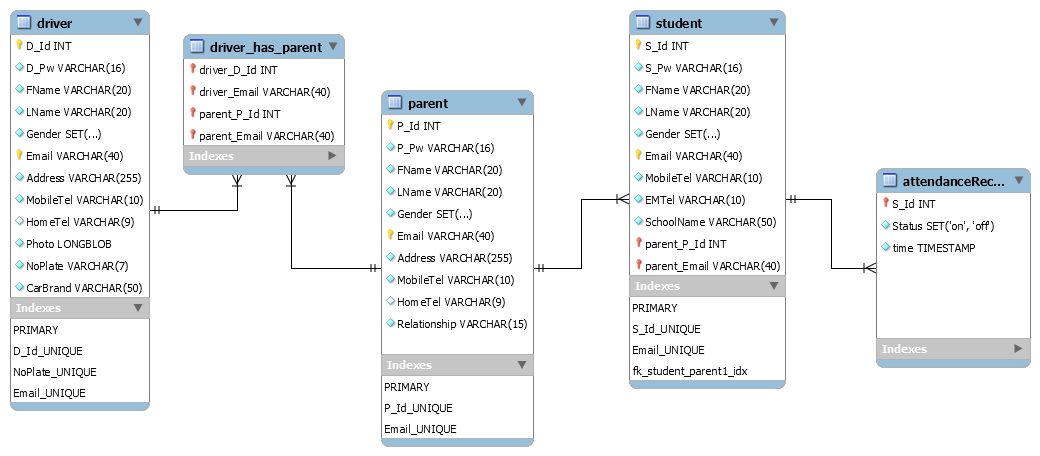 driver
D_Id INT
D_Pw VARCHAR(16)
FName VARCHAR(20)
LName VARCHAR(20)
Gender SET(...)
Email VARCHAR(40)
Address VARCHAR(255)
MobileTel VARCHAR(10)
HomeTel VARCHAR(9)
Photo LONGBLOB
NoPlate VARCHAR(7)
CarBrand VARCHAR(50)
Indexes
PRIMARY
D_Id_UNIQUE
NoPlate_UNIQUE
Email_UNIQUE
driver_has_parent
driver_D_Id INT
driver_Email VARCHAR(40)
parent_P_Id INT
parent_Email VARCHAR(40)
Indexes
parent
P_Id INT
P_Pw VARCHAR(16)
FName VARCHAR(20)
LName VARCHAR(20)
Gender SET(...)
Email VARCHAR(40)
Address VARCHAR(255)
MobileTel VARCHAR(10)
HomeTel VARCHAR(9)
Relationship VARCHAR(15)
Indexes
PRIMARY
P_Id_UNIQUE
Email_UNIQUE
student
S_Id INT
S_Pw VARCHAR(16)
FName VARCHAR(20)
LName VARCHAR(20)
Gender SET(...)
Email VARCHAR(40)
MobileTel VARCHAR(10)
EMTel VARCHAR(10)
SchoolName VARCHAR(50)
parent_P_Id INT
parent_Email VARCHAR(40)
Indexes
PRIMARY
S_Id_UNIQUE
Email_UNIQUE
fk_student_parent1_idx
attendanceRec...
S_Id INT
Status SET('on', 'off')
time TIMESTAMP
Indexes